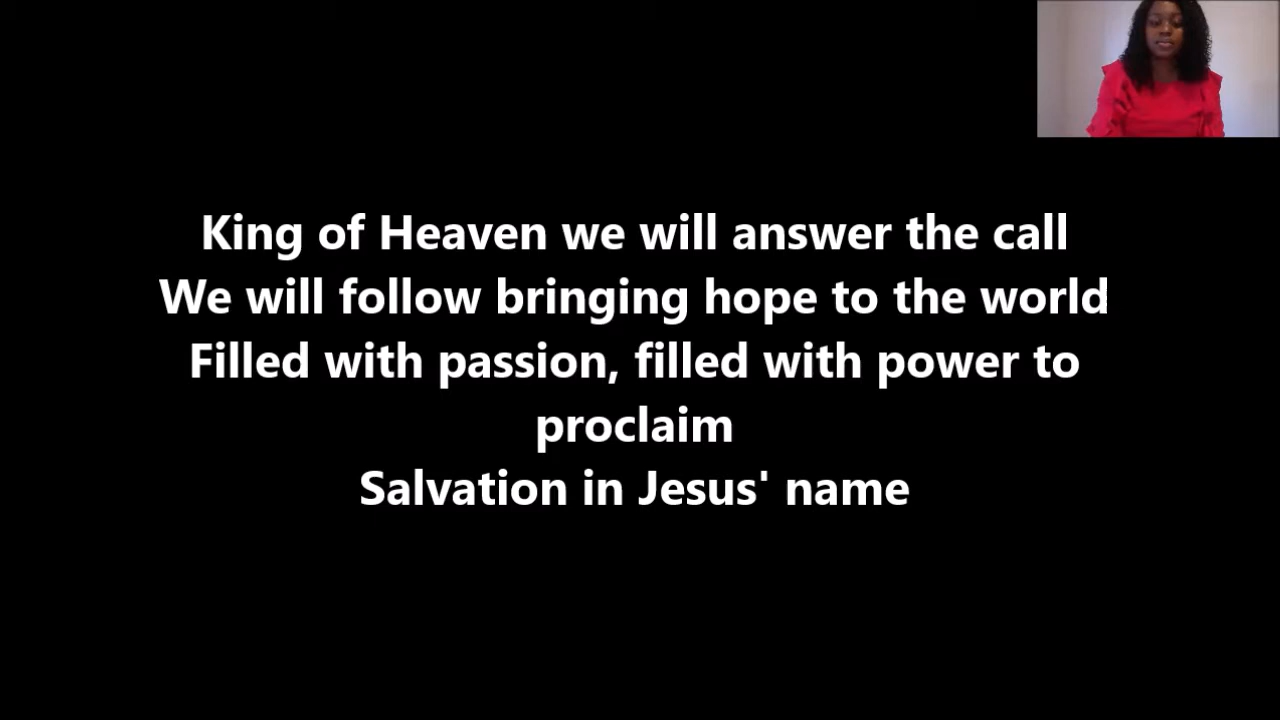 King of Heaven we will answer the call
We will follow bringing hope to the world
Filled with passion, filled with power to
proclaim
Salvation in Jesus' name